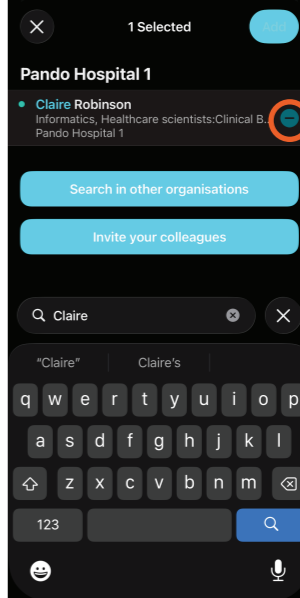 1 Selected
Add
Pando Hospital 1
Claire Robinson
Informatics, Healthcare scientists:Clinical B..
Pando Hospital 1
Search in other organisations
Invite your colleagues
Claire
“Claire”
Claire's
q w e r t y u i o p
a s d f g h j k l
z x c v b n m
123